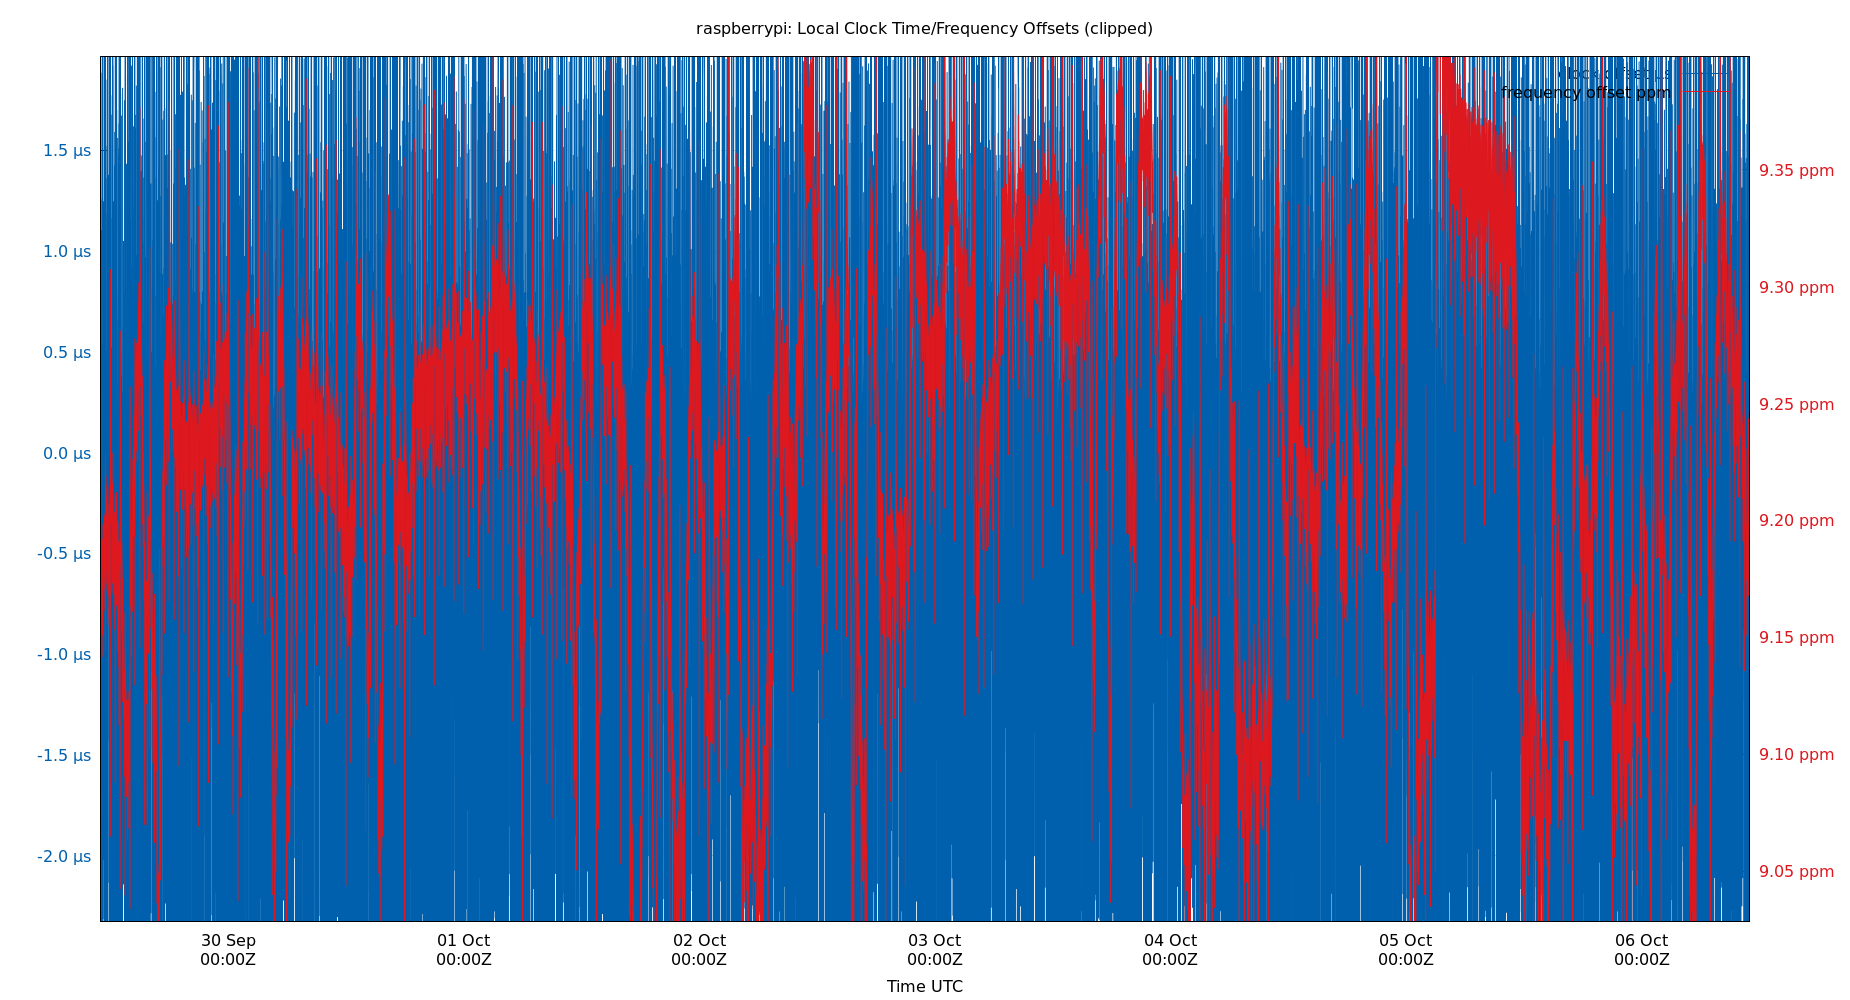 raspberrypi: Local Clock Time/Frequency Offsets (clipped)
clock offset µs
frequency offset ppm
1.5 µs
1.0 µs
0.5 µs
0.0 µs
-0.5 µs
-1.0 µs
-1.5 µs
-2.0 µs
9.35 ppm
9.30 ppm
9.25 ppm
9.20 ppm
9.15 ppm
9.10 ppm
9.05 ppm
30 Sep 01 Oct 02 Oct 03 Oct 04 Oct 05 Oct 06 Oct
00:00Z 00:00Z 00:00Z 00:00Z 00:00Z 00:00Z 00:00Z
Time UTC